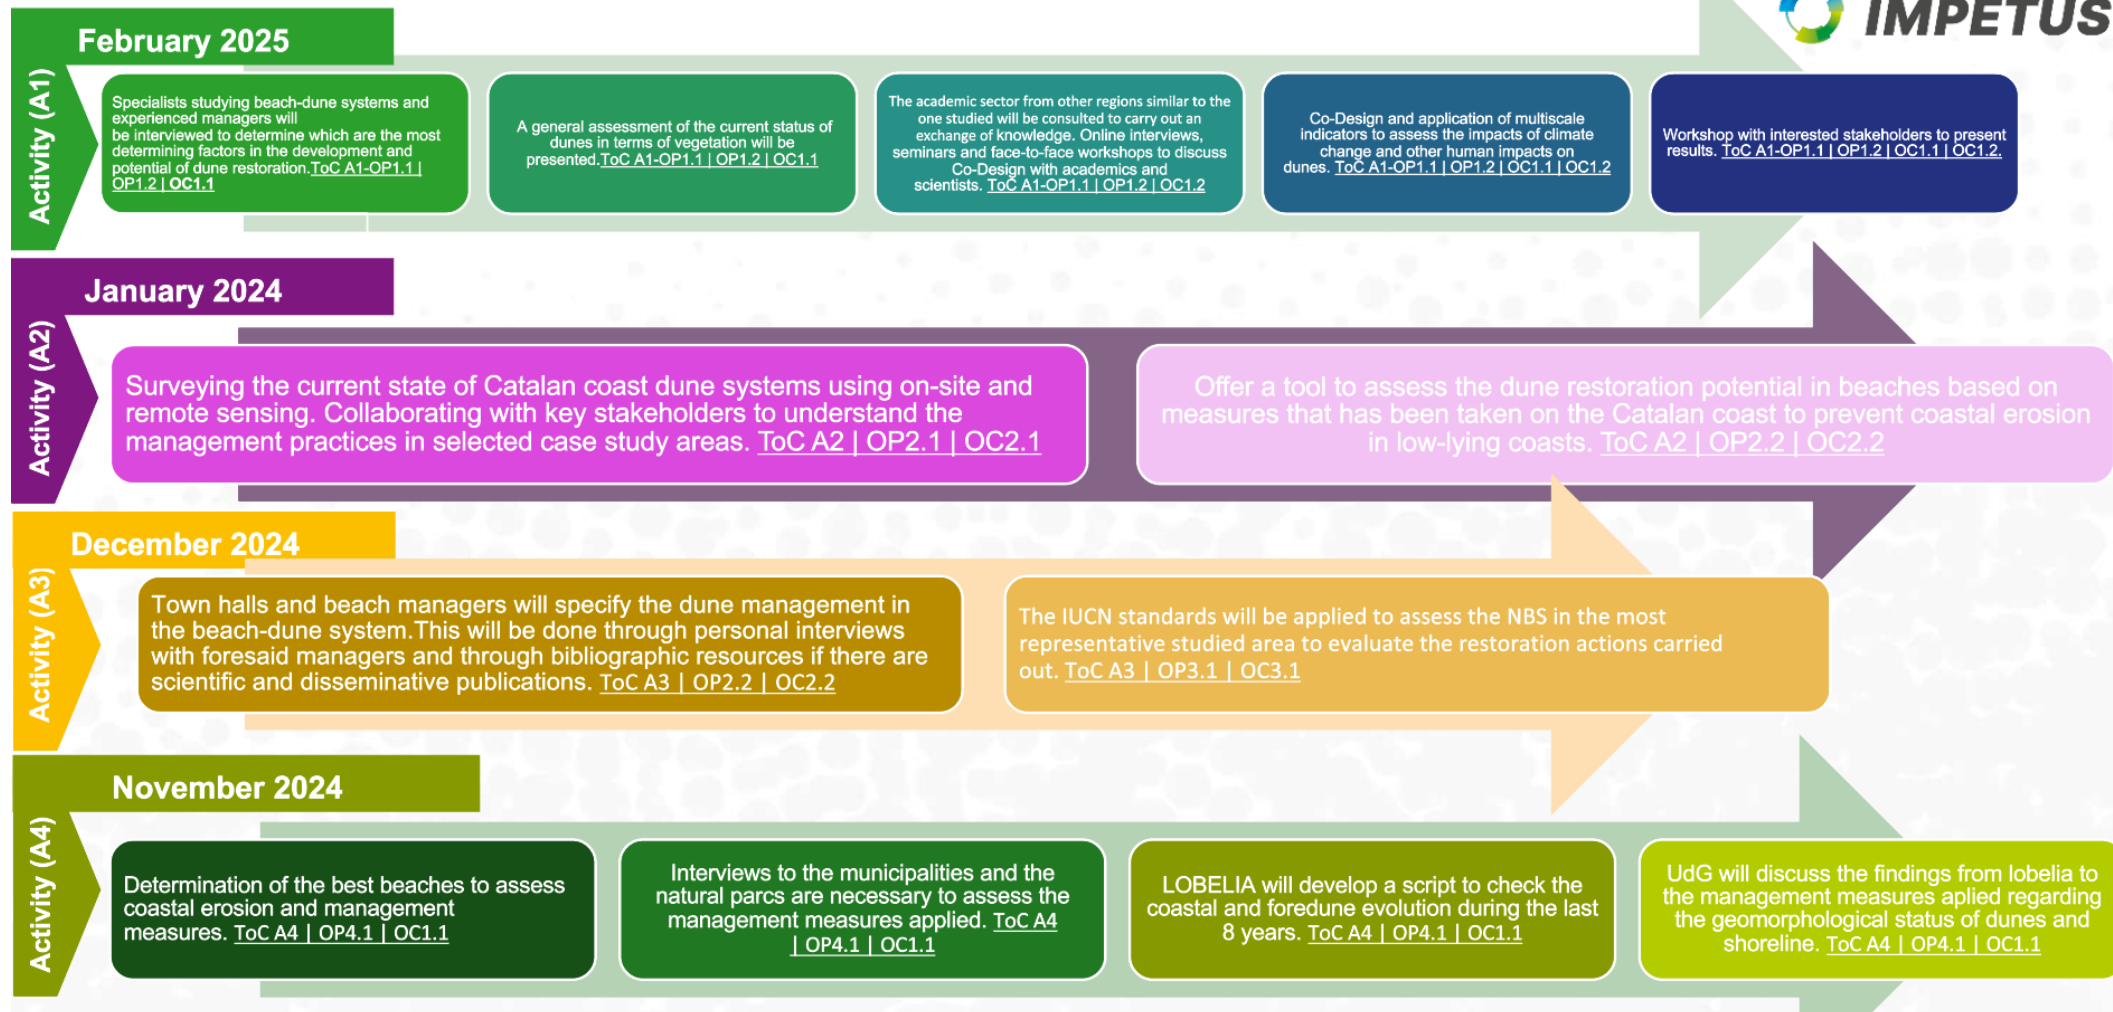 IMPETUS
February 2025
Activity (A1)
Specialists studying beach-dune systems and
experienced managers will
be interviewed to determine which are the most
determining factors in the development and
potential of dune restoration.ToC A1-OP1.1 |
OP1.2 | OC1.1
A general assessment of the current status of
dunes in terms of vegetation will be
presented.ToC A1-OP1.1 | OP1.2 | OC1.1
The academic sector from other regions similar to the
one studied will be consulted to carry out an
exchange of knowledge. Online interviews,
seminars and face-to-face workshops to discuss
Co-Design with academics and
scientists. ToC A1-OP1.1 | OP1.2 | OC1.2
Co-Design and application of multiscale
indicators to assess the impacts of climate
change and other human impacts on
dunes. ToC A1-OP1.1 | OP1.2 | OC1.1 | OC1.2
Workshop with interested stakeholders to present
results. ToC A1-OP1.1 | OP1.2 | OC1.1 | OC1.2.
January 2024
Activity (A2)
Surveying the current state of Catalan coast dune systems using on-site and
remote sensing. Collaborating with key stakeholders to understand the
management practices in selected case study areas. ToC A2 | OP2.1 | OC2.1
Offer a tool to assess the dune restoration potential in beaches based on
measures that has been taken on the Catalan coast to prevent coastal erosion
in low-lying coasts. ToC A2 | OP2.2 | OC2.2
December 2024
Activity (A3)
Town halls and beach managers will specify the dune management in
the beach-dune system.This will be done through personal interviews
with foresaid managers and through bibliographic resources if there are
scientific and disseminative publications. ToC A3 | OP2.2 | OC2.2
The IUCN standards will be applied to assess the NBS in the most
representative studied area to evaluate the restoration actions carried
out. ToC A3 | OP3.1 | OC3.1
November 2024
Activity (A4)
Determination of the best beaches to assess
coastal erosion and management
measures. ToC A4 | OP4.1 | OC1.1
Interviews to the municipalities and the
natural parcs are necessary to assess the
management measures applied. ToC A4
| OP4.1 | OC1.1
LOBELIA will develop a script to check the
coastal and foredune evolution during the last
8 years. ToC A4 | OP4.1 | OC1.1
UdG will discuss the findings from lobelia to
the management measures aplied regarding
the geomorphological status of dunes and
shoreline. ToC A4 | OP4.1 | OC1.1